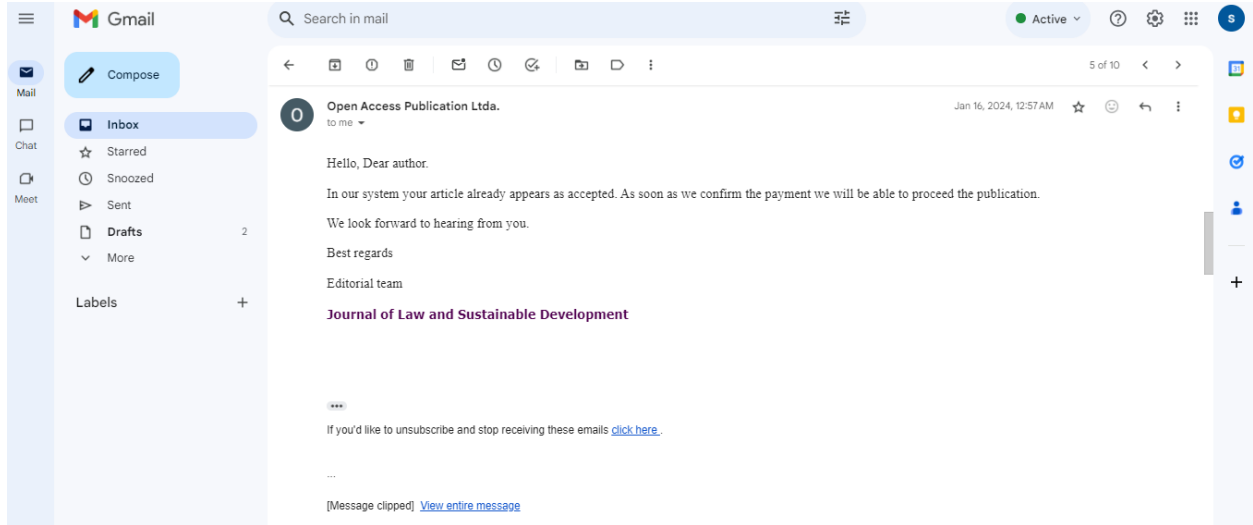 Gmail
Search in mail
Active
S
Compose
5 of 10
Mail
Inbox
Open Access Publication Ltda.
Jan 16, 2024, 12:57 AM
O
to me
Chat
Starred
Snoozed
Hello, Dear author.
Meet
Sent
In our system your article already appears as accepted. As soon as we confirm the payment we will be able to proceed the publication.
Drafts
2
We look forward to hearing from you.
More
Best regards
Labels
+
Editorial team
Journal of Law and Sustainable Development
...
If you'd like to unsubscribe and stop receiving these emails click here .
...
[Message clipped] View entire message
31